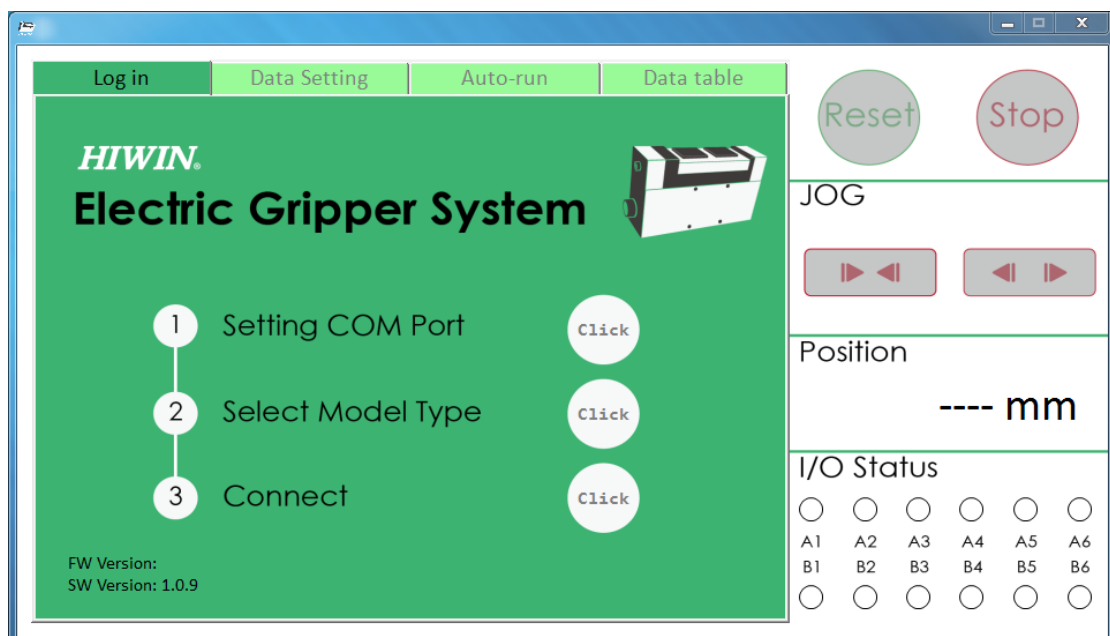 Log in Data Setting Auto-run Data table
HIWIN®
Electric Gripper System
1 Setting COM Port Click
2 Select Model Type Click
3 Connect Click
FW Version:
SW Version: 1.0.9
Reset Stop
JOG
Position
---- mm
I/O Status
A1 A2 A3 A4 A5 A6
B1 B2 B3 B4 B5 B6